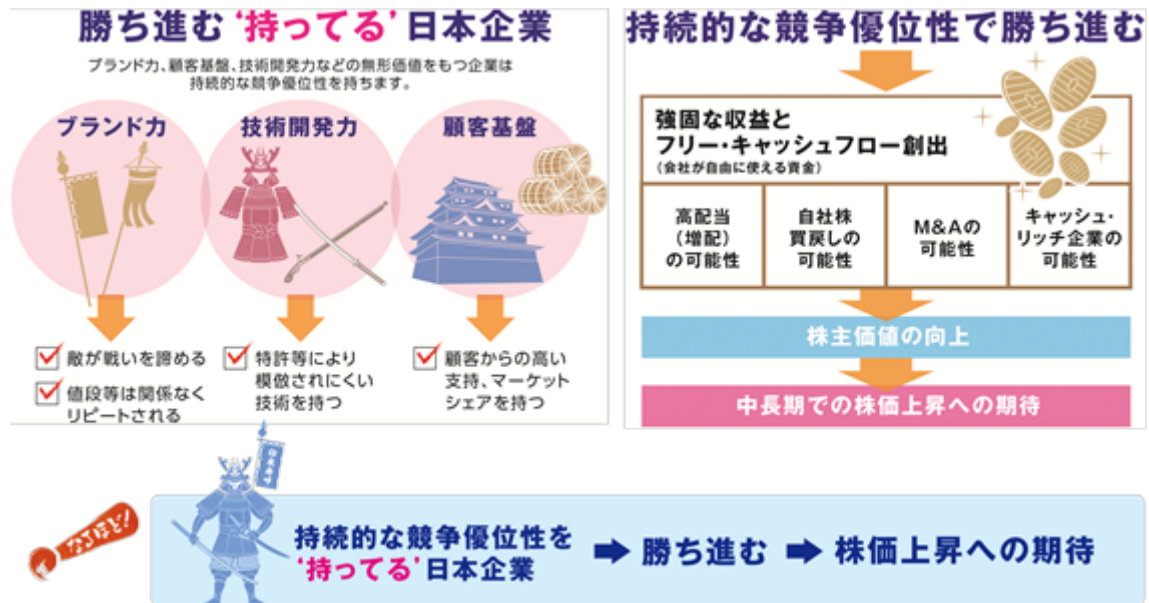 勝ち進む‘持ってる’日本企業
ブランド力、顧客基盤、技術開発力などの無形価値をもつ企業は
持続的な競争優位性を持ちます。
ブランド力
技術開発力
顧客基盤
敵が戦いを諦める
値段等は関係なく
リピートされる
特許等により
模倣されにくい
技術を持つ
顧客からの高い
支持、マーケット
シェアを持つ
持続的な競争優位性で勝ち進む
強固な収益と
フリー・キャッシュフロー創出
(会社が自由に使える資金)
高配当
(増配)
の可能性
自社株
買戻しの
可能性
M&Aの
可能性
キャッシュ・
リッチ企業の
可能性
株主価値の向上
中長期での株価上昇への期待
なるほど!
持続的な競争優位性を
‘持ってる’日本企業
➡ 勝ち進む ➡ 株価上昇への期待